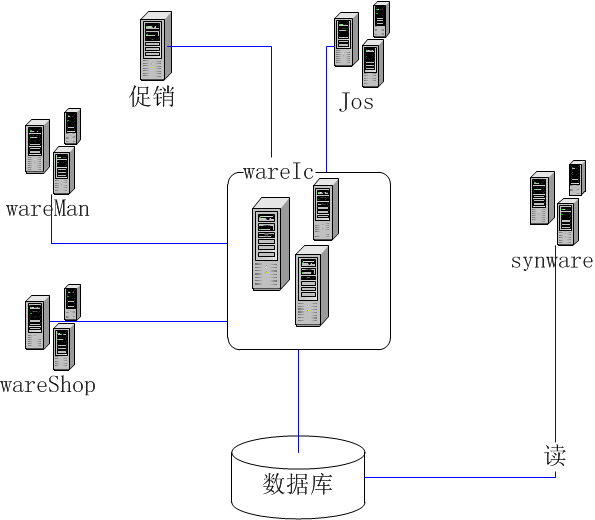 促销
Jos
wareIc
wareMan
synware
wareShop
读
数据库